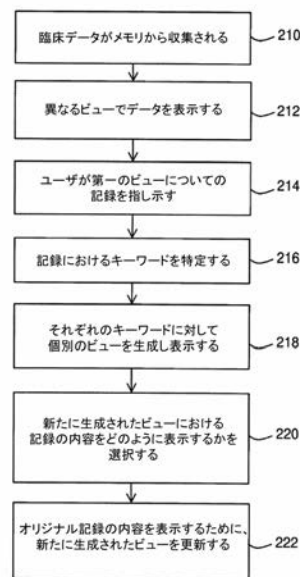 臨床データがメモリから収集される
210
異なるビューでデータを表示する
212
ユーザが第一のビューについての
記録を指し示す
214
記録におけるキーワードを特定する
216
それぞれのキーワードに対して
個別のビューを生成し表示する
218
新たに生成されたビューにおける
記録の内容をどのように表示するかを
選択する
220
オリジナル記録の内容を表示するために、
新たに生成されたビューを更新する
222